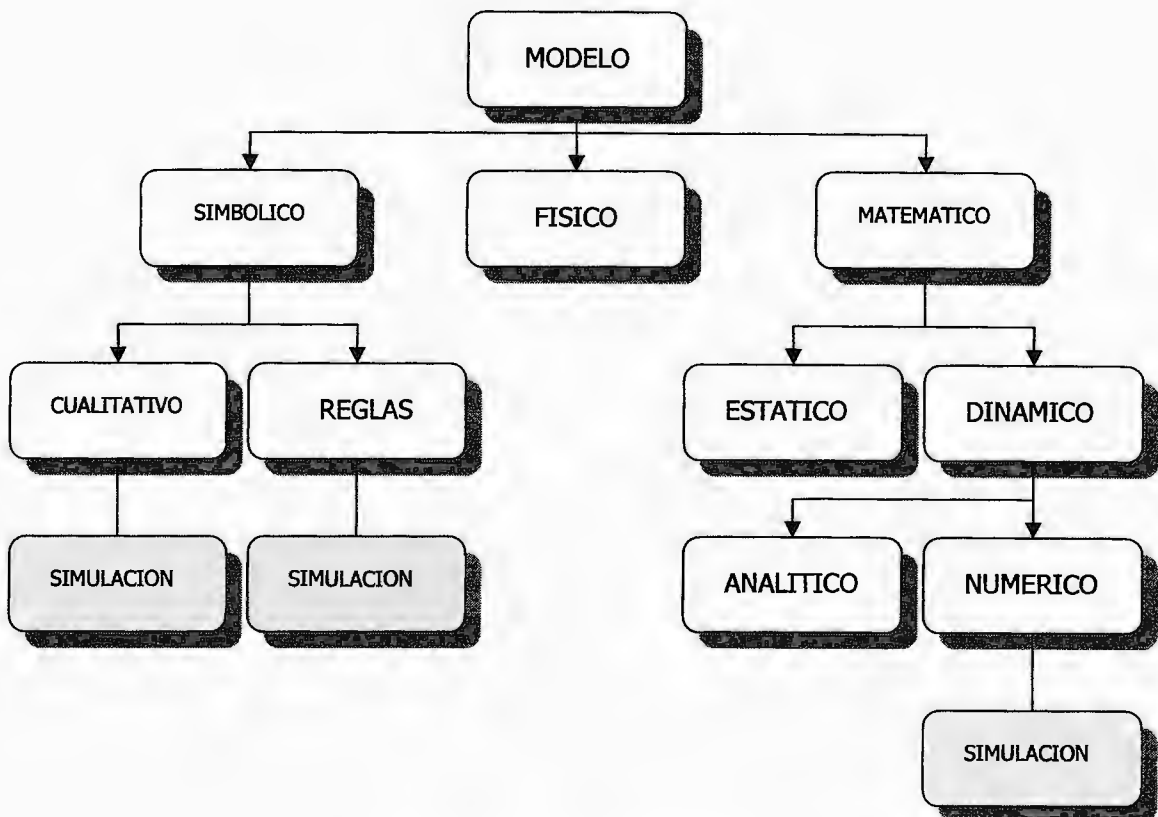 MODELO
SIMBOLICO
FISICO
MATEMATICO
CUALITATIVO
REGLAS
ESTATICO
DINAMICO
SIMULACION
SIMULACION
ANALITICO
NUMERICO
SIMULACION